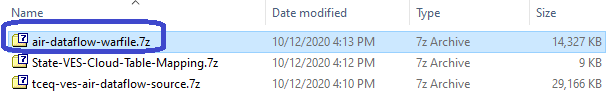 Name Date modified Type Size
air-dataflow-warfile.7z 10/12/2020 4:13 PM 7z Archive 14,327 KB
State-VES-Cloud-Table-Mapping.7z 10/12/2020 4:12 PM 7z Archive 9 KB
tceq-ves-air-dataflow-source.7z 10/12/2020 4:10 PM 7z Archive 29,166 KB